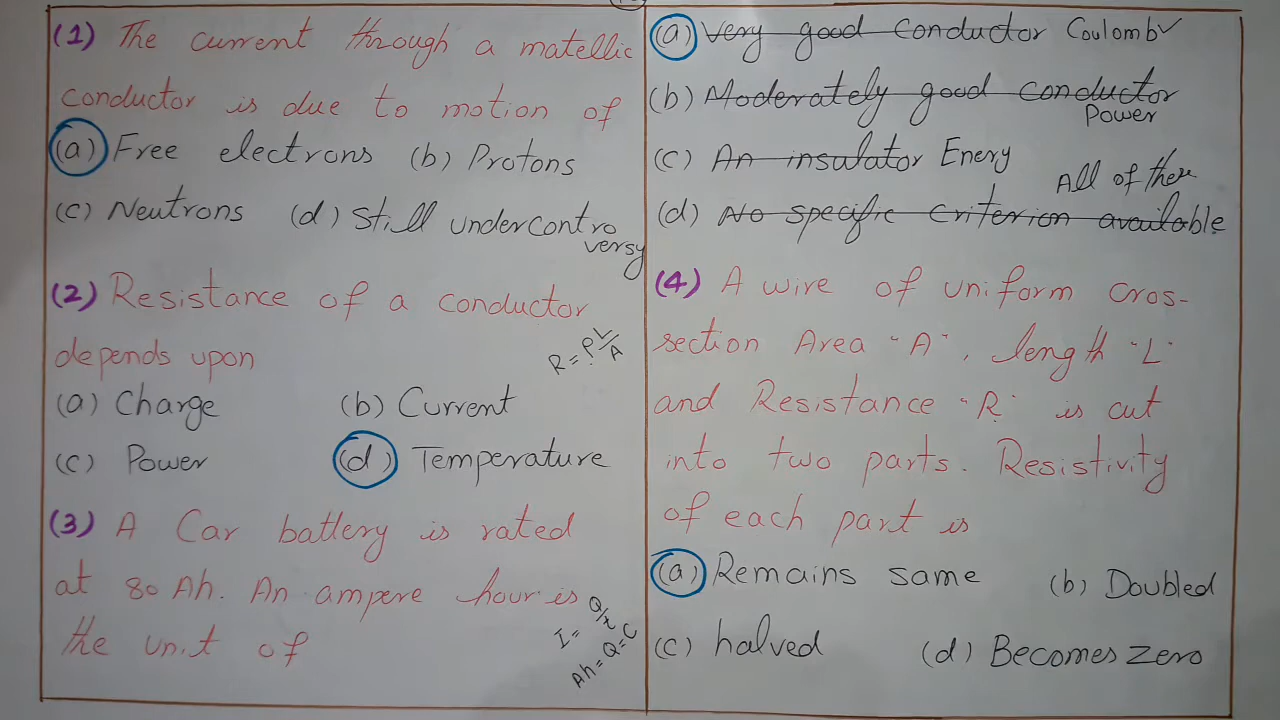 (1) The current through a matellic
conductor is due to motion of
(a) Free electrons (b) Protons
(c) Neutrons (d) Still undercontro
versy
(2) Resistance of a conductor
depends upon
R = ρL/A
(a) Charge (b) Current
(c) Power (d) Temperature
(3) A Car battery is rated
at 80 Ah. An ampere hour is
the unit of
I = Q/t
Ah = Q = C
(a) Very good conductor Coulomb ✓
(b) Moderately good conductor
Power
(c) An insulator Enery
All of these
(d) No specific criterion available
(4) A wire of uniform cros-
section Area "A", length "L"
and Resistance "R" is cut
into two parts. Resistivity
of each part is
(a) Remains same (b) Doubled
(c) halved (d) Becomes zero